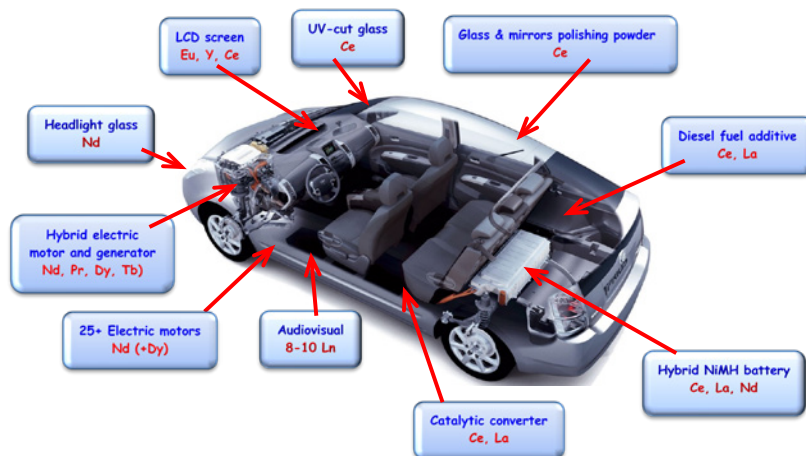 LCD screen
Eu, Y, Ce
UV-cut glass
Ce
Glass & mirrors polishing powder
Ce
Headlight glass
Nd
Diesel fuel additive
Ce, La
Hybrid electric
motor and generator
Nd, Pr, Dy, Tb)
25+ Electric motors
Nd (+Dy)
Audiovisual
8-10 Ln
Hybrid NiMH battery
Ce, La, Nd
Catalytic converter
Ce, La